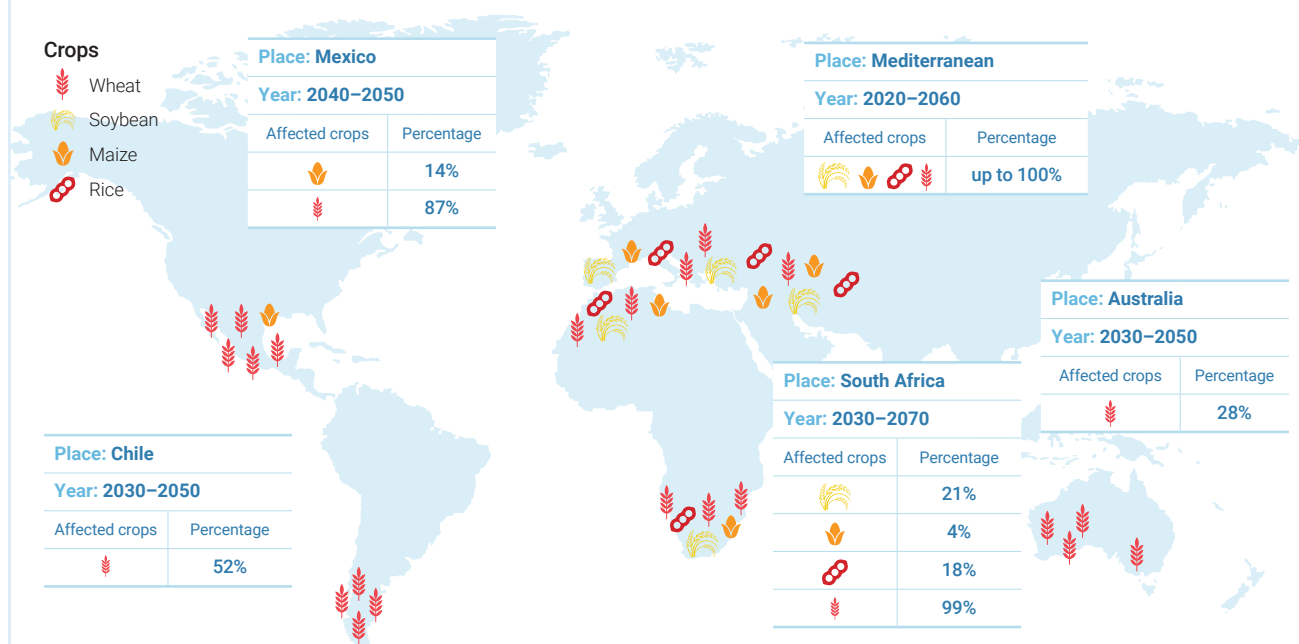 Crops
Wheat
Soybean
Maize
Rice
Place: Mexico
Year: 2040–2050
Affected crops Percentage
14%
87%
Place: Mediterranean
Year: 2020–2060
Affected crops Percentage
up to 100%
Place: Australia
Year: 2030–2050
Affected crops Percentage
28%
Place: South Africa
Year: 2030–2070
Affected crops Percentage
21%
4%
18%
99%
Place: Chile
Year: 2030–2050
Affected crops Percentage
52%